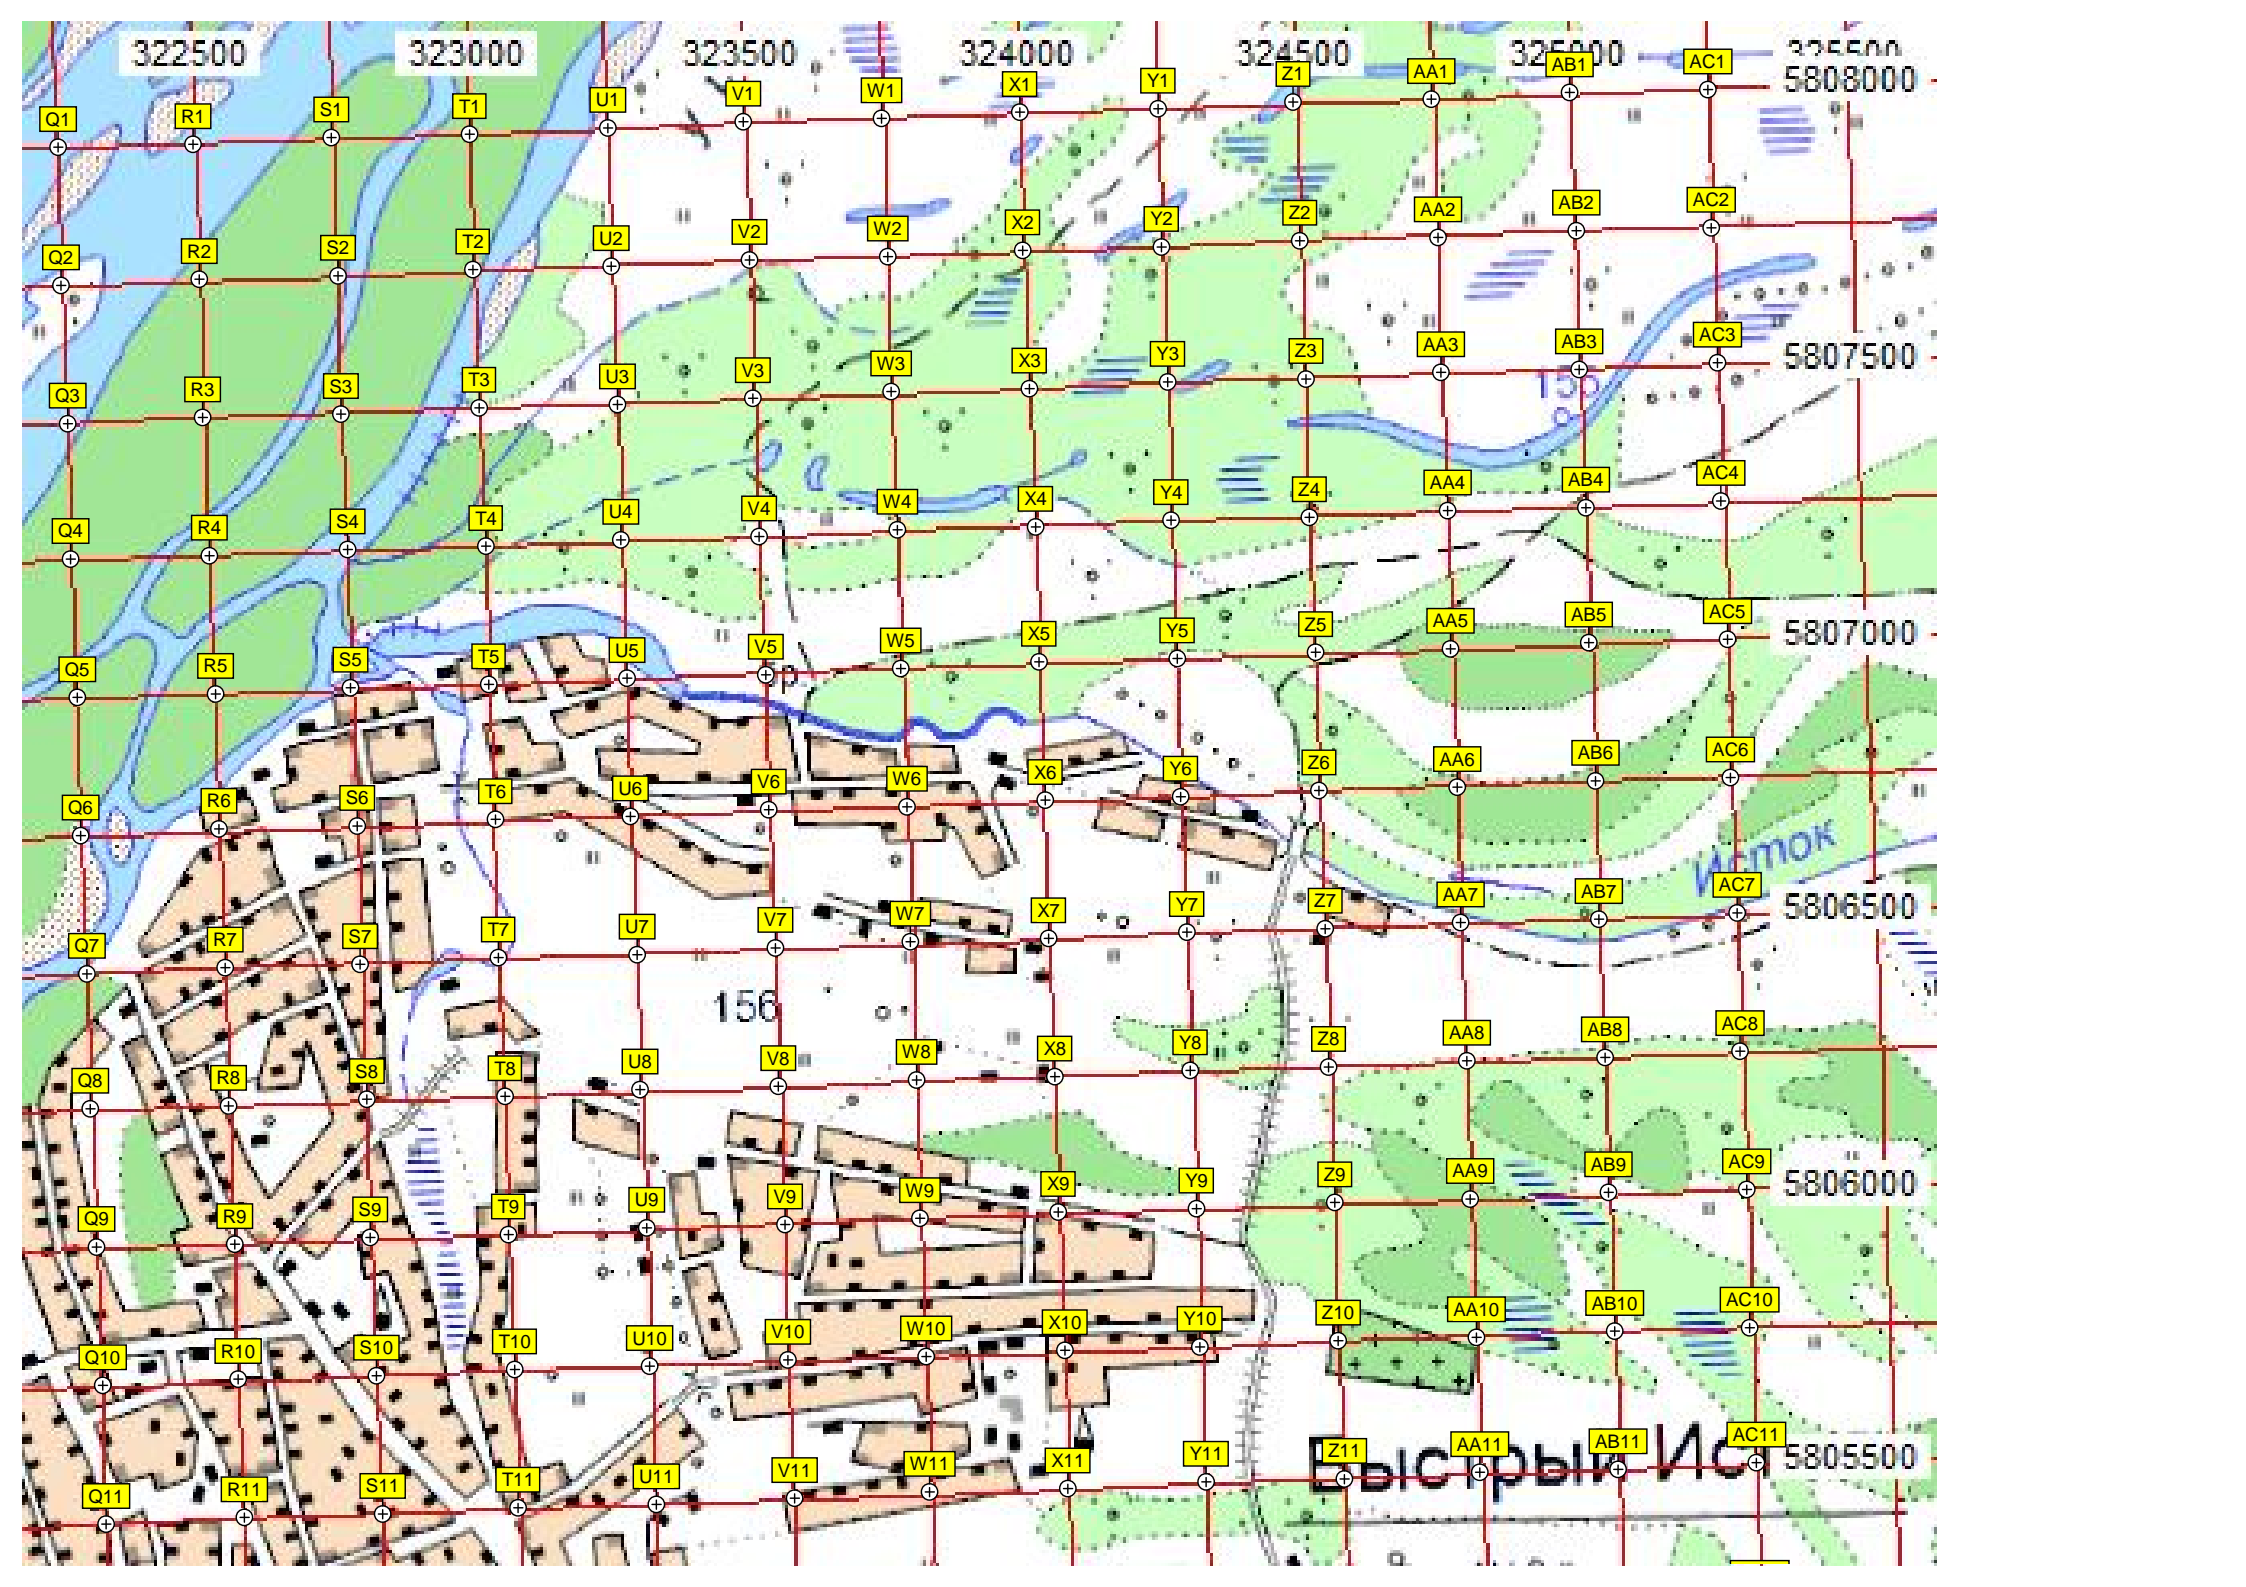 322500 323000 323500 324000 324500 325000 325500
5808000
Q1 R1 S1 T1 U1 V1 W1 X1 Y1 Z1 AA1 AB1 AC1
Q2 R2 S2 T2 U2 V2 W2 X2 Y2 Z2 AA2 AB2 AC2
5807500
Q3 R3 S3 T3 U3 V3 W3 X3 Y3 Z3 AA3 AB3 AC3
155
Q4 R4 S4 T4 U4 V4 W4 X4 Y4 Z4 AA4 AB4 AC4
5807000
Q5 R5 S5 T5 U5 V5 W5 X5 Y5 Z5 AA5 AB5 AC5
Q6 R6 S6 T6 U6 V6 W6 X6 Y6 Z6 AA6 AB6 AC6
Исток
5806500
Q7 R7 S7 T7 U7 V7 W7 X7 Y7 Z7 AA7 AB7 AC7
156
Q8 R8 S8 T8 U8 V8 W8 X8 Y8 Z8 AA8 AB8 AC8
5806000
Q9 R9 S9 T9 U9 V9 W9 X9 Y9 Z9 AA9 AB9 AC9
Q10 R10 S10 T10 U10 V10 W10 X10 Y10 Z10 AA10 AB10 AC10
Быстрый Ис
5805500
Q11 R11 S11 T11 U11 V11 W11 X11 Y11 Z11 AA11 AB11 AC11